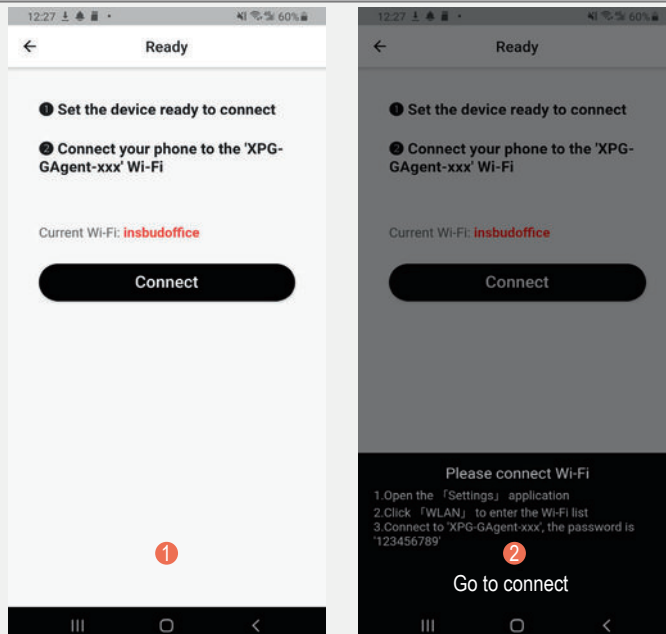 12:27
60%
Ready
❶ Set the device ready to connect
❷ Connect your phone to the 'XPG-
GAgent-xxx' Wi-Fi
Current Wi-Fi: insbudoffice
Connect
1
12:27
60%
Ready
❶ Set the device ready to connect
❷ Connect your phone to the 'XPG-
GAgent-xxx' Wi-Fi
Current Wi-Fi: insbudoffice
Connect
Please connect Wi-Fi
1.Open the 「Settings」 application
2.Click 「WLAN」 to enter the Wi-Fi list
3.Connect to 'XPG-GAgent-xxx', the password is
'123456789'
2
Go to connect